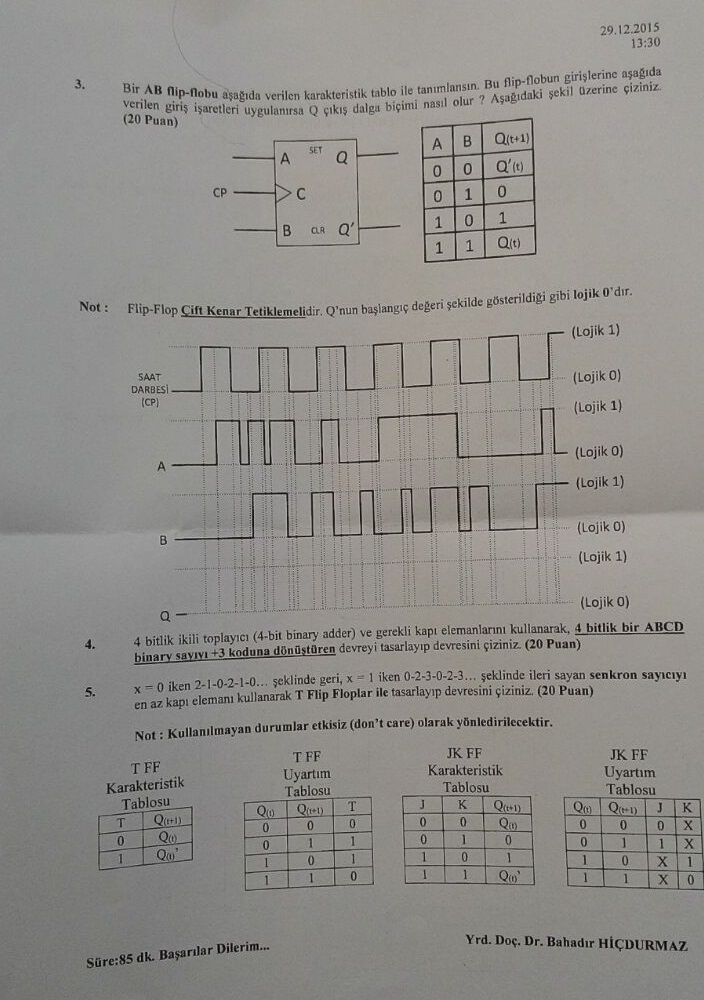 29.12.2015
13:30
3. Bir AB flip-flobu aşağıda verilen karakteristik tablo ile tanımlansın. Bu flip-flobun girişlerine aşağıda
verilen giriş işaretleri uygulanırsa Q çıkış dalga biçimi nasıl olur ? Aşağıdaki şekil üzerine çiziniz.
(20 Puan)
A SET Q
CP C
B CLR Q'
A B Q(t+1)
0 0 Q'(t)
0 1 0
1 0 1
1 1 Q(t)
Not : Flip-Flop Çift Kenar Tetiklemelidir. Q'nun başlangıç değeri şekilde gösterildiği gibi lojik 0'dır.
(Lojik 1)
SAAT
DARBESİ
(CP)
(Lojik 0)
(Lojik 1)
A
(Lojik 0)
(Lojik 1)
B
(Lojik 0)
(Lojik 1)
(Lojik 0)
Q
4. 4 bitlik ikili toplayıcı (4-bit binary adder) ve gerekli kapı elemanlarını kullanarak, 4 bitlik bir ABCD
binary sayıyı +3 koduna dönüştüren devreyi tasarlayıp devresini çiziniz. (20 Puan)
5. x = 0 iken 2-1-0-2-1-0... şeklinde geri, x = 1 iken 0-2-3-0-2-3... şeklinde ileri sayan senkron sayıcıyı
en az kapı elemanı kullanarak T Flip Floplar ile tasarlayıp devresini çiziniz. (20 Puan)
Not : Kullanılmayan durumlar etkisiz (don't care) olarak yönledirilecektir.
T FF
Karakteristik
Tablosu
T Q(t+1)
0 Q(t)
1 Q(t)'
T FF
Uyartım
Tablosu
Q(t) Q(t+1) T
0 0 0
0 1 1
1 0 1
1 1 0
JK FF
Karakteristik
Tablosu
J K Q(t+1)
0 0 Q(t)
0 1 0
1 0 1
1 1 Q(t)'
JK FF
Uyartım
Tablosu
Q(t) Q(t+1) J K
0 0 0 X
0 1 1 X
1 0 X 1
1 1 X 0
Süre:85 dk. Başarılar Dilerim...
Yrd. Doç. Dr. Bahadır HİÇDURMAZ